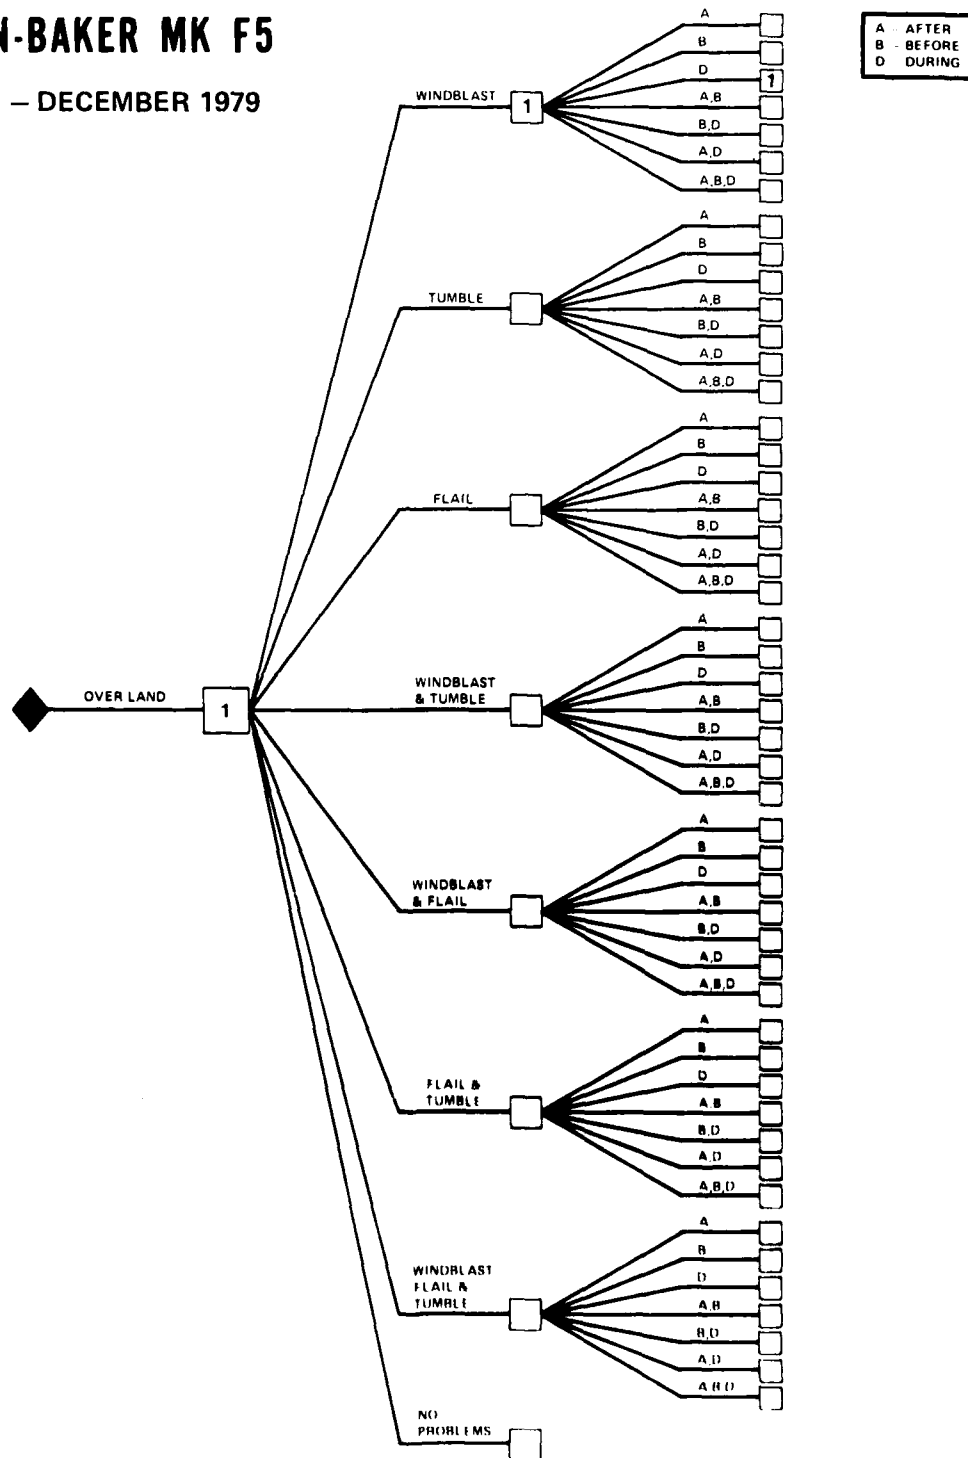 N-BAKER MK F5
– DECEMBER 1979
A - AFTER
B - BEFORE
D DURING
OVER LAND
1
WINDBLAST
1
A
B
D
1
A,B
B,D
A,D
A,B,D
TUMBLE
A
B
D
A,B
B,D
A,D
A,B,D
FLAIL
A
B
D
A,B
B,D
A,D
A,B,D
WINDBLAST
& TUMBLE
A
B
D
A,B
B,D
A,D
A,B,D
WINDBLAST
& FLAIL
A
B
D
A,B
B,D
A,D
A,B,D
FLAIL &
TUMBLE
A
B
D
A,B
B,D
A,D
A,B,D
WINDBLAST
FLAIL &
TUMBLE
A
B
D
A,B
B,D
A,D
A,B,D
NO
PROBLEMS